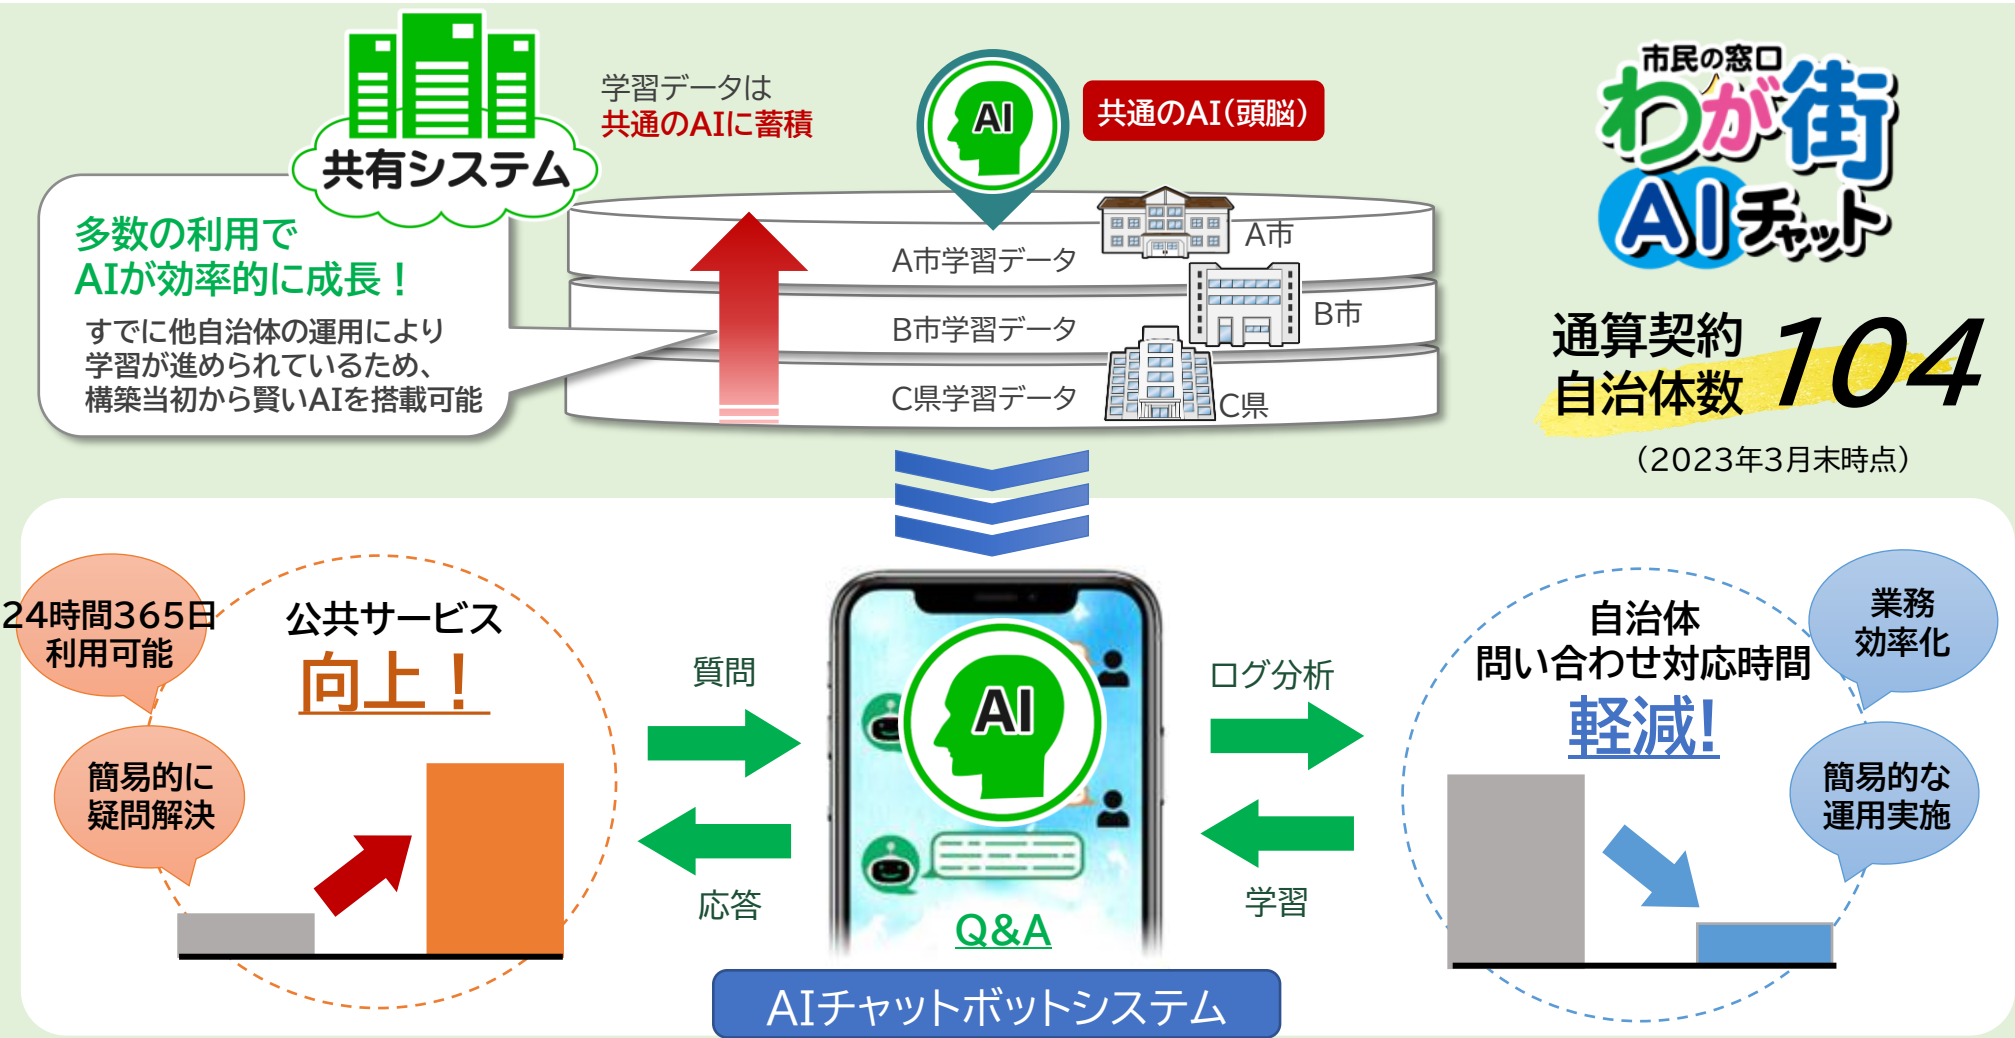 共有システム
多数の利用で
AIが効率的に成長！
すでに他自治体の運用により
学習が進められているため、
構築当初から賢いAIを搭載可能
学習データは
共通のAIに蓄積
AI
共通のAI(頭脳)
A市学習データ
A市
B市学習データ
B市
C県学習データ
C県
市民の窓口
わが街
AIチャット
通算契約
自治体数
104
（2023年3月末時点）
24時間365日
利用可能
簡易的に
疑問解決
公共サービス
向上！
質問
応答
AI
Q&A
AIチャットボットシステム
ログ分析
学習
自治体
問い合わせ対応時間
軽減!
業務
効率化
簡易的な
運用実施